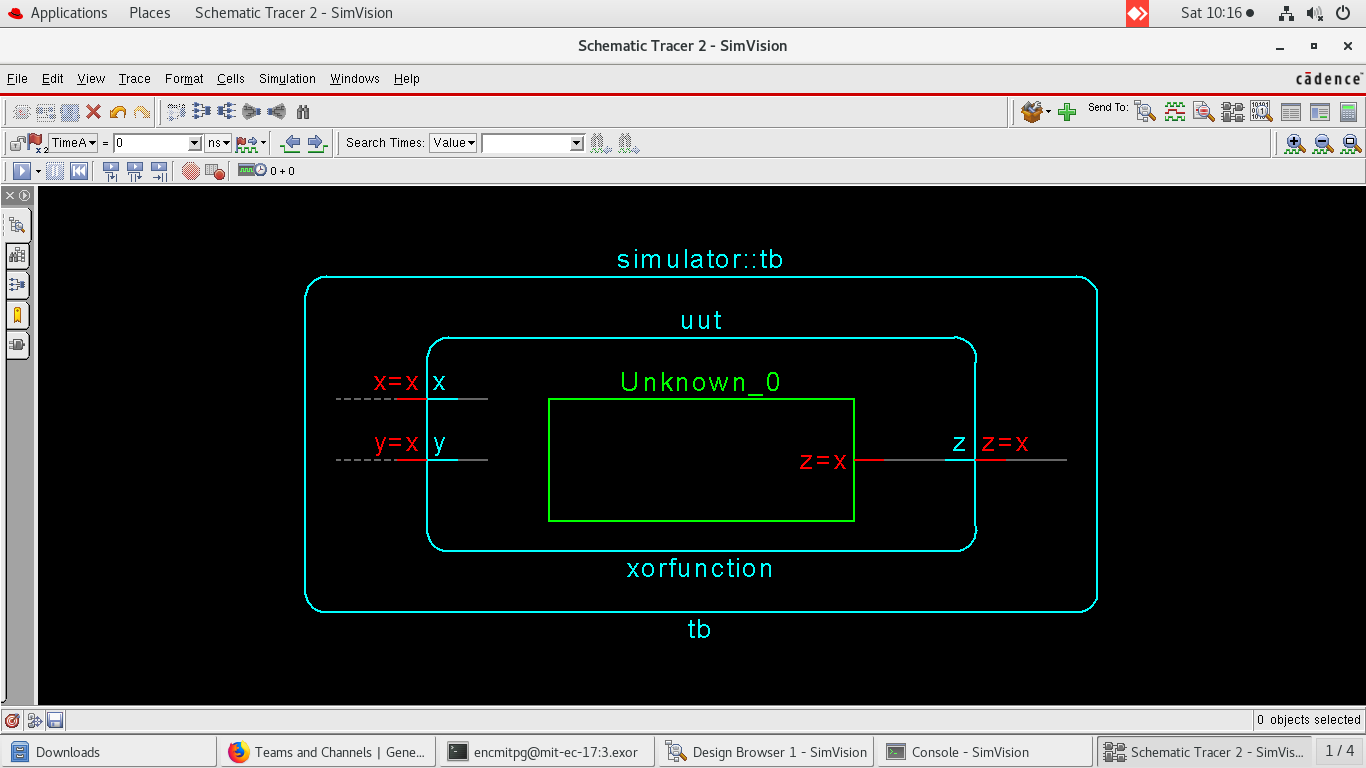 Applications Places Schematic Tracer 2 - SimVision Sat 10:16
Schematic Tracer 2 - SimVision
File Edit View Trace Format Cells Simulation Windows Help
cādence
Send To:
TimeA = 0 ns Search Times: Value
0 + 0
simulator::tb
uut
x=x x Unknown_0
y=x y z z=x
z=x
xorfunction
tb
0 objects selected
Downloads Teams and Channels | Gene... encmitpg@mit-ec-17:3.exor Design Browser 1 - SimVision Console - SimVision Schematic Tracer 2 - SimVis... 1 / 4